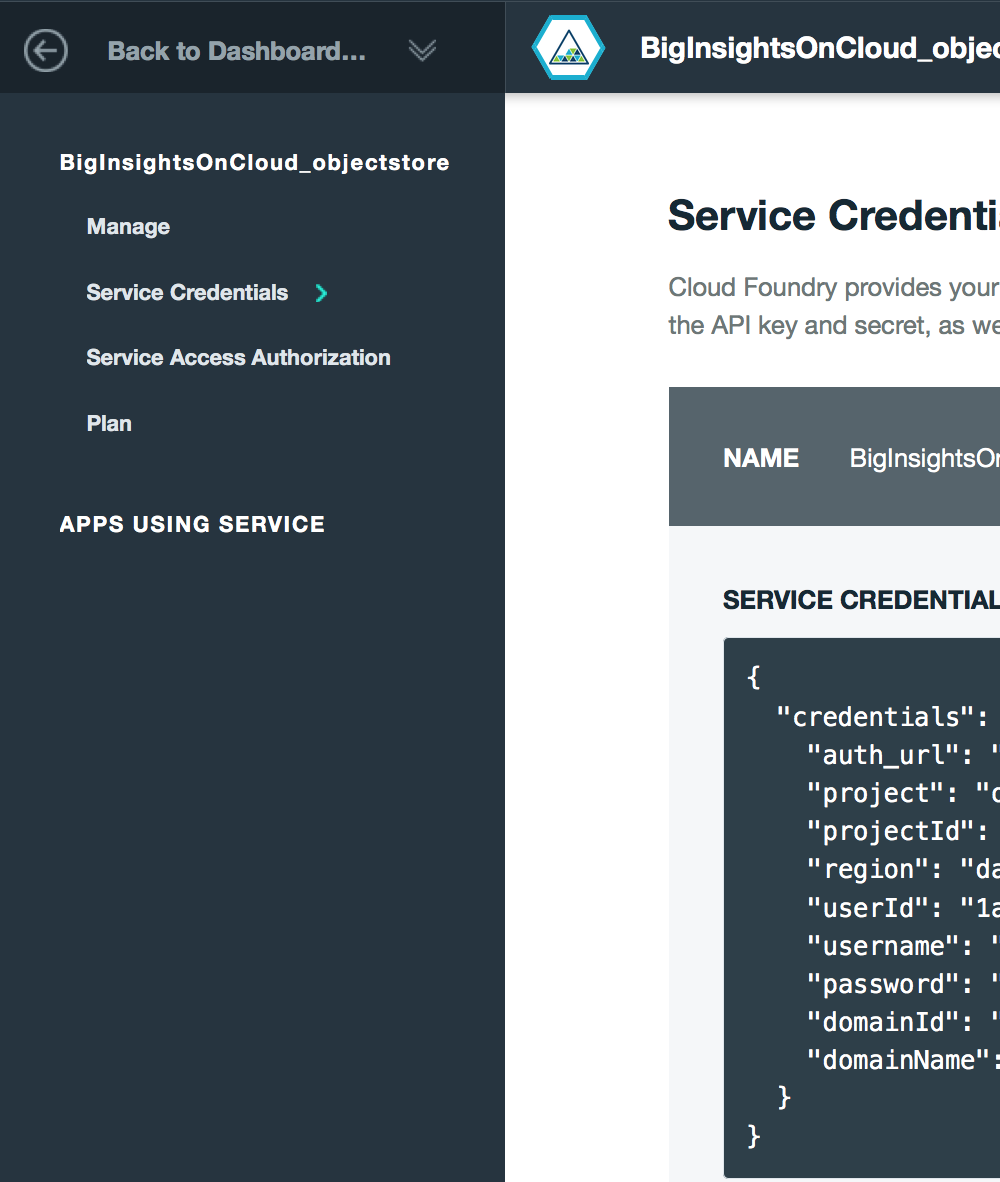 Back to Dashboard...
BigInsightsOnCloud_objec
BigInsightsOnCloud_objectstore
Manage
Service Credentials
Service Access Authorization
Plan
APPS USING SERVICE
Service Credenti
Cloud Foundry provides your
the API key and secret, as we
NAME BigInsightsOn
SERVICE CREDENTIAL
{
"credentials":
"auth_url": "
"project": "c
"projectId":
"region": "da
"userId": "1a
"username": "
"password": "
"domainId": "
"domainName":
}
}